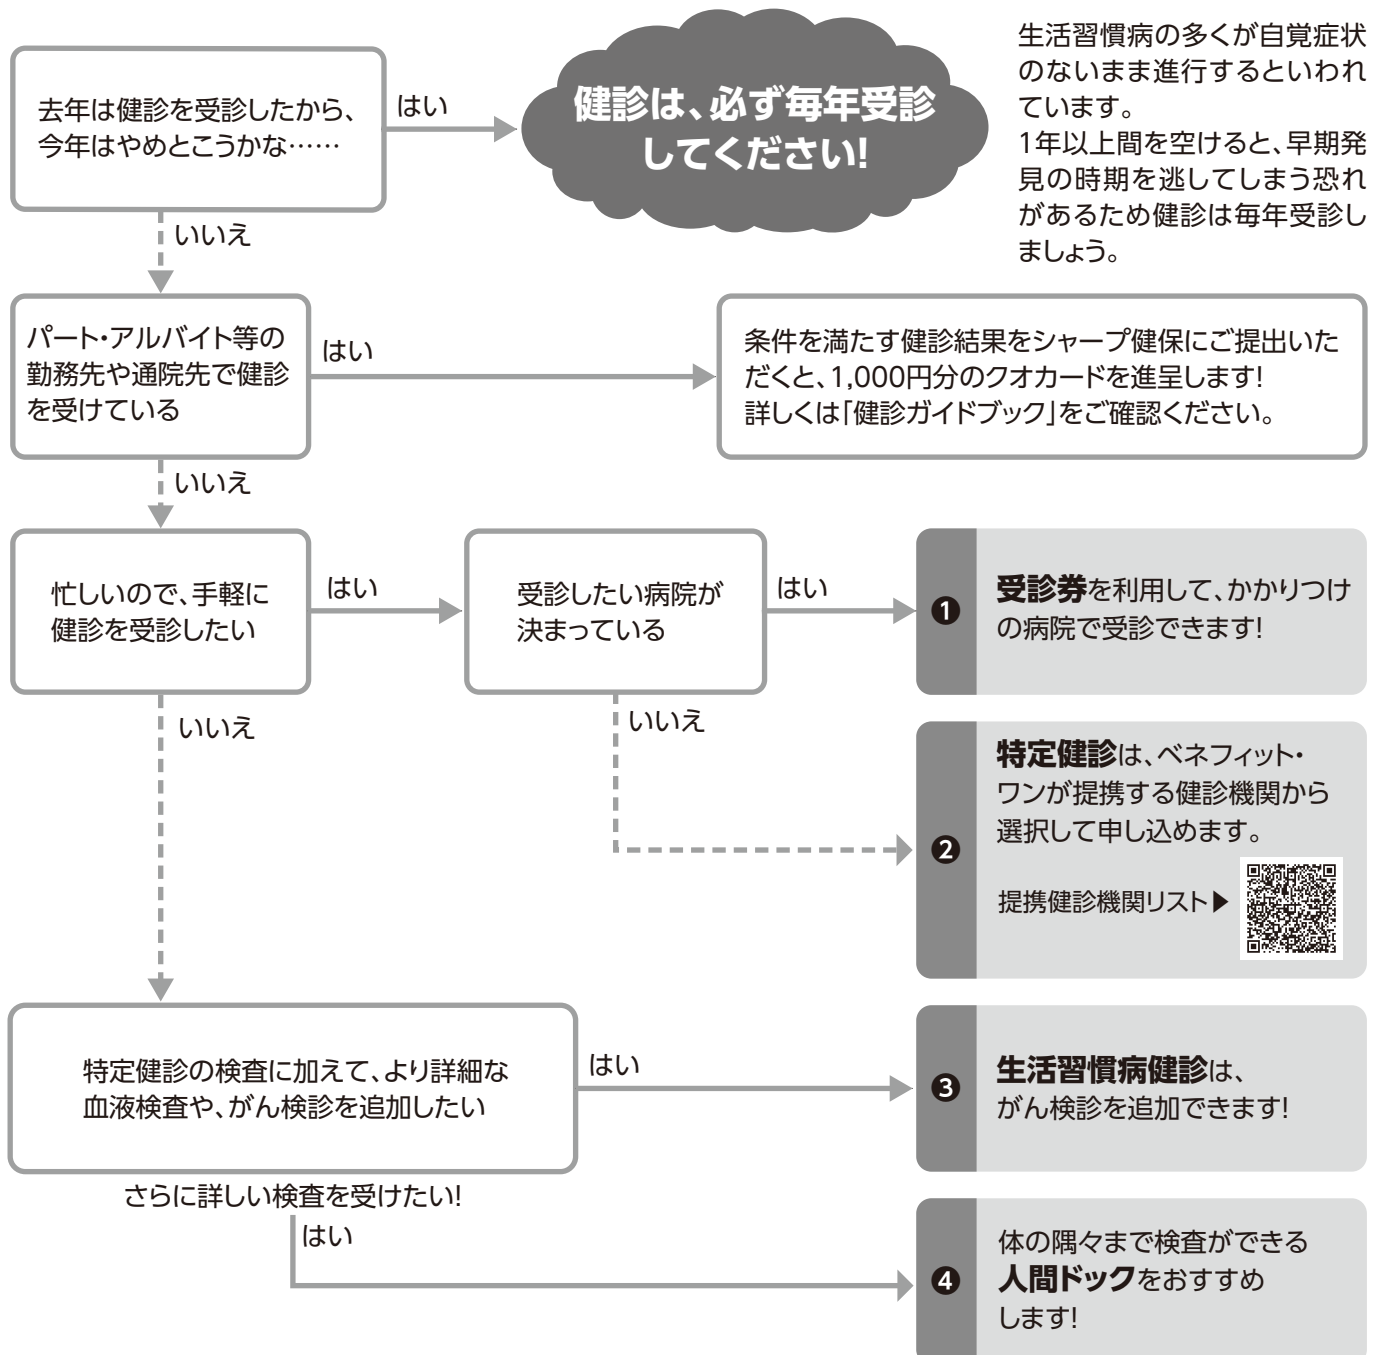 去年は健診を受診したから、
今年はやめとこうかな……
はい
健診は、必ず毎年受診
してください!
生活習慣病の多くが自覚症状
のないまま進行するといわれ
ています。
1年以上間を空けると、早期発
見の時期を逃してしまう恐れ
があるため健診は毎年受診し
ましょう。
いいえ
パート・アルバイト等の
勤務先や通院先で健診
を受けている
はい
条件を満たす健診結果をシャープ健保にご提出いた
だくと、1,000円分のクオカードを進呈します!
詳しくは「健診ガイドブック」をご確認ください。
いいえ
忙しいので、手軽に
健診を受診したい
はい
受診したい病院が
決まっている
はい
❶
受診券を利用して、かかりつけ
の病院で受診できます!
いいえ
いいえ
❷
特定健診は、ベネフィット・
ワンが提携する健診機関から
選択して申し込めます。
提携健診機関リスト▶
特定健診の検査に加えて、より詳細な
血液検査や、がん検診を追加したい
はい
❸
生活習慣病健診は、
がん検診を追加できます!
さらに詳しい検査を受けたい!
はい
❹
体の隅々まで検査ができる
人間ドックをおすすめ
します!